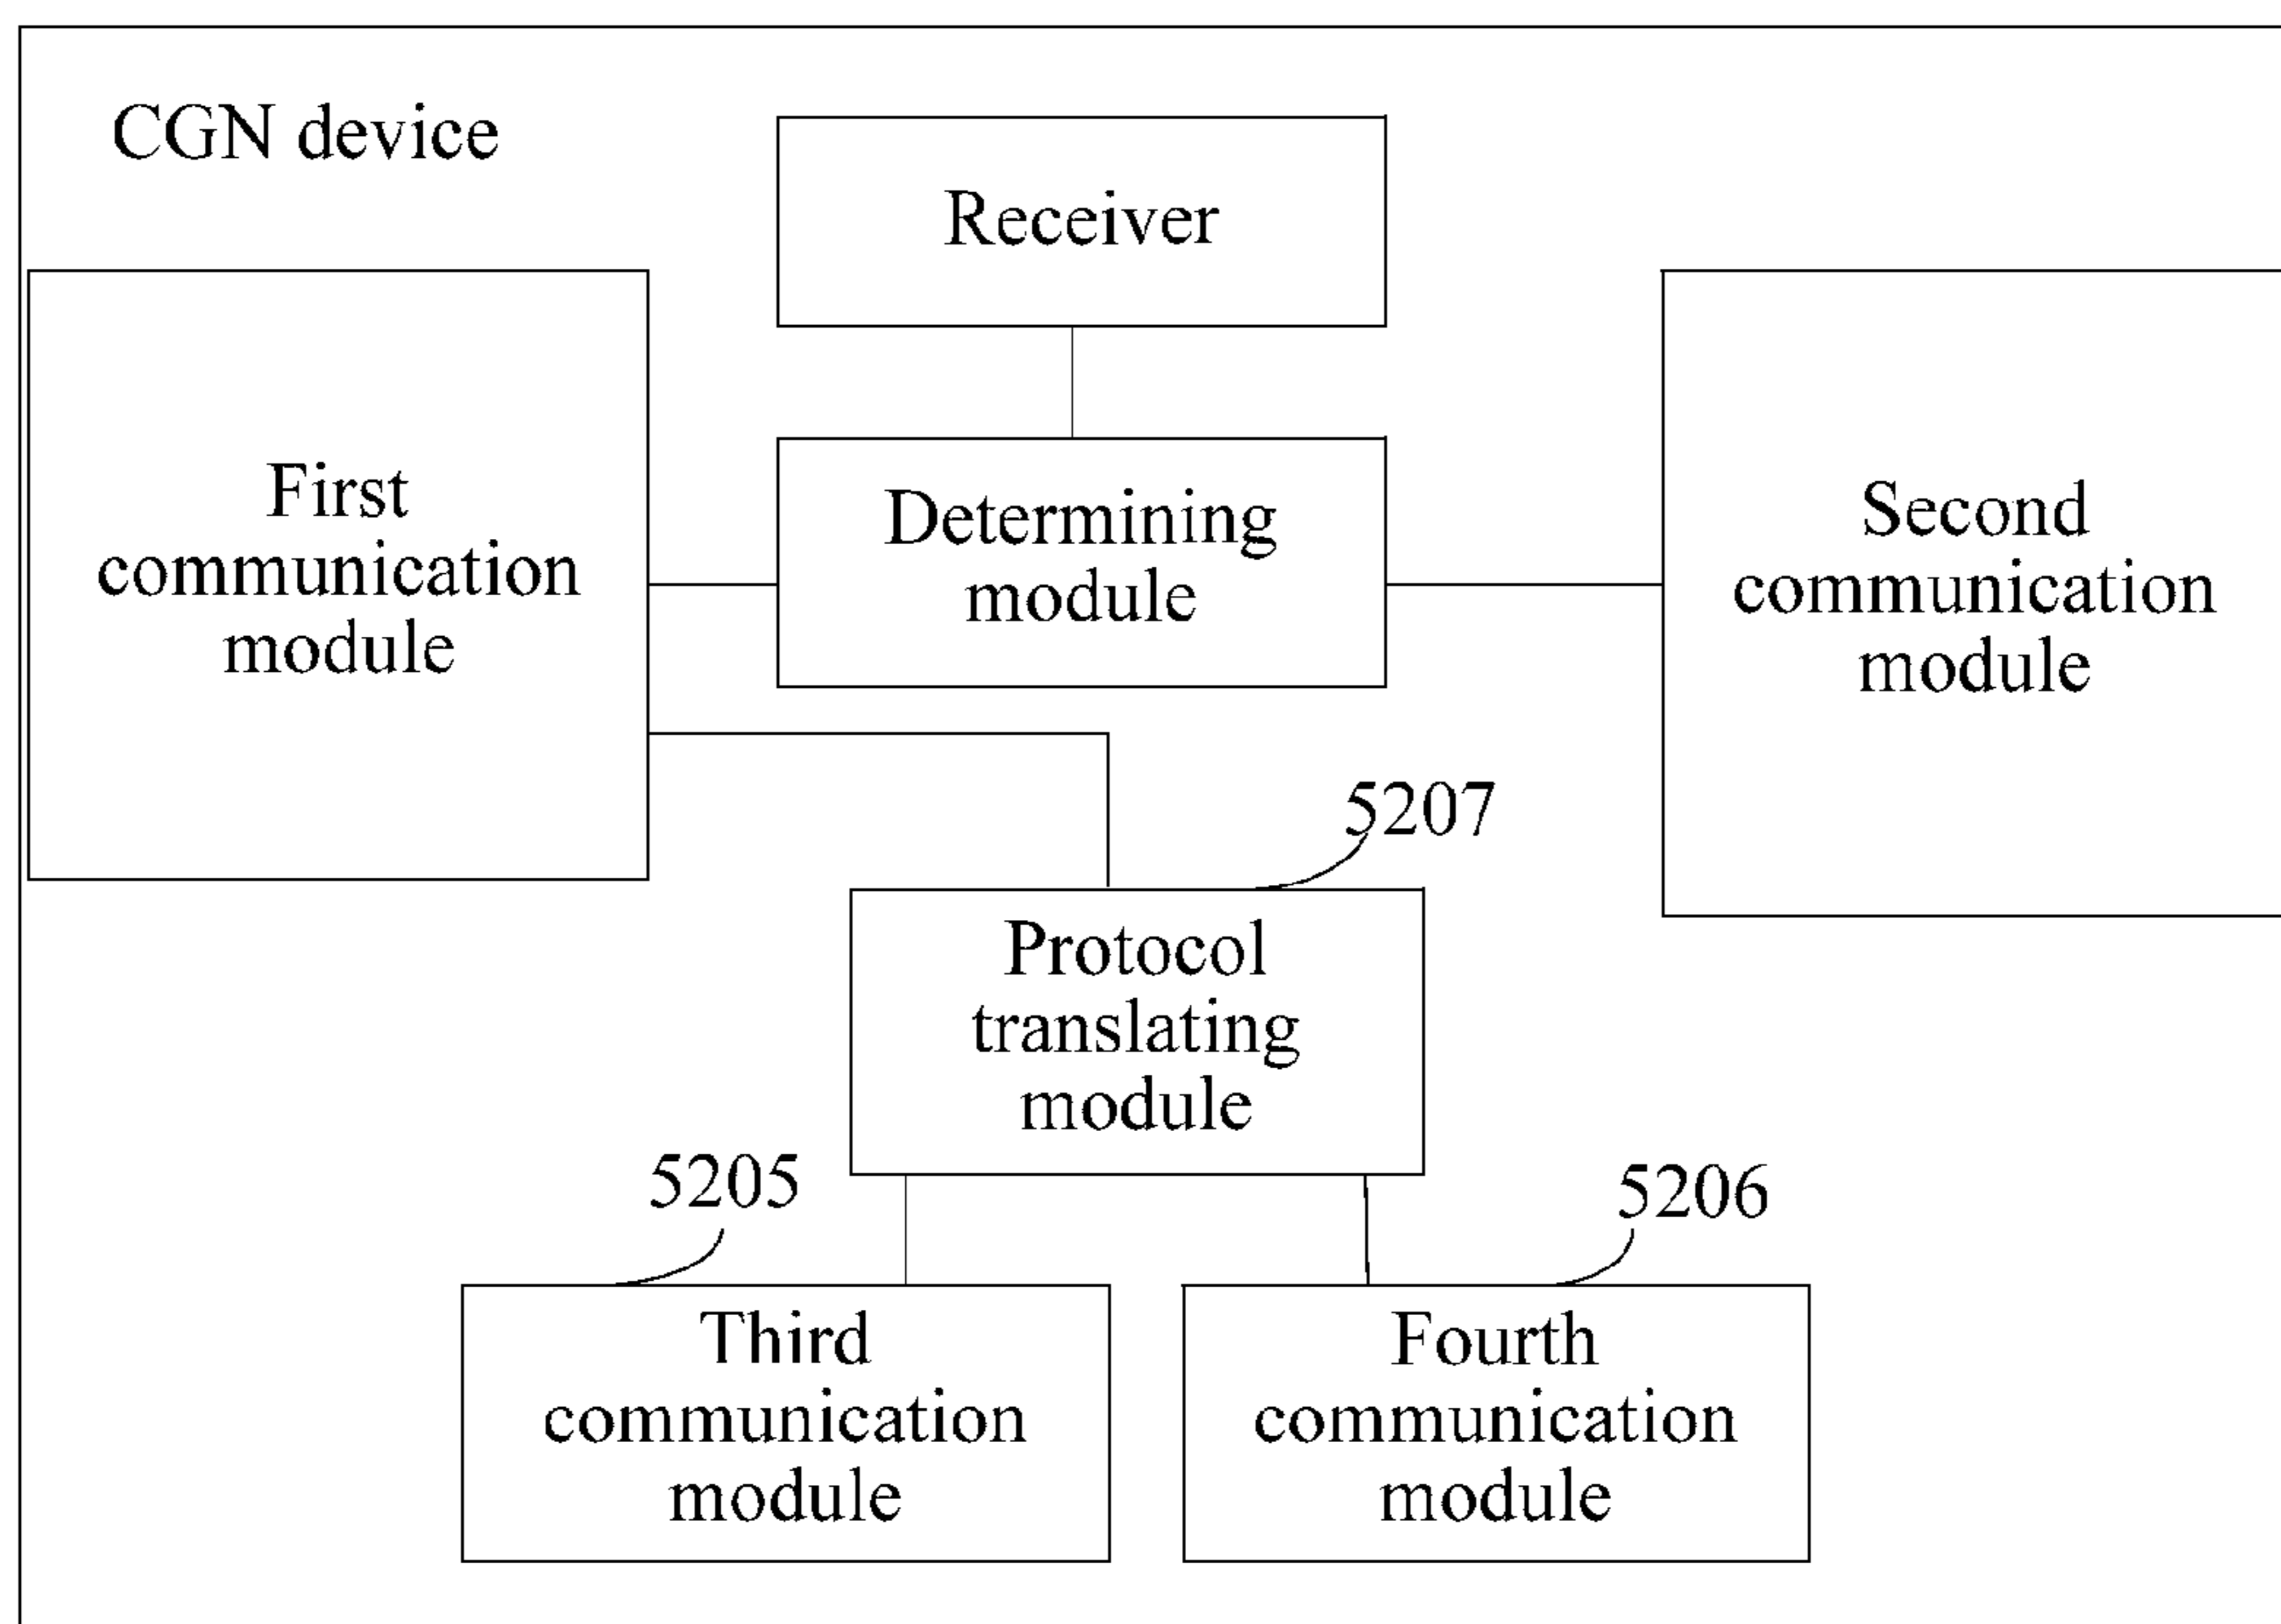 CGN device
Receiver
First
communication
module
Determining
module
Second
communication
module
5207
Protocol
translating
module
5205
5206
Third
communication
module
Fourth
communication
module